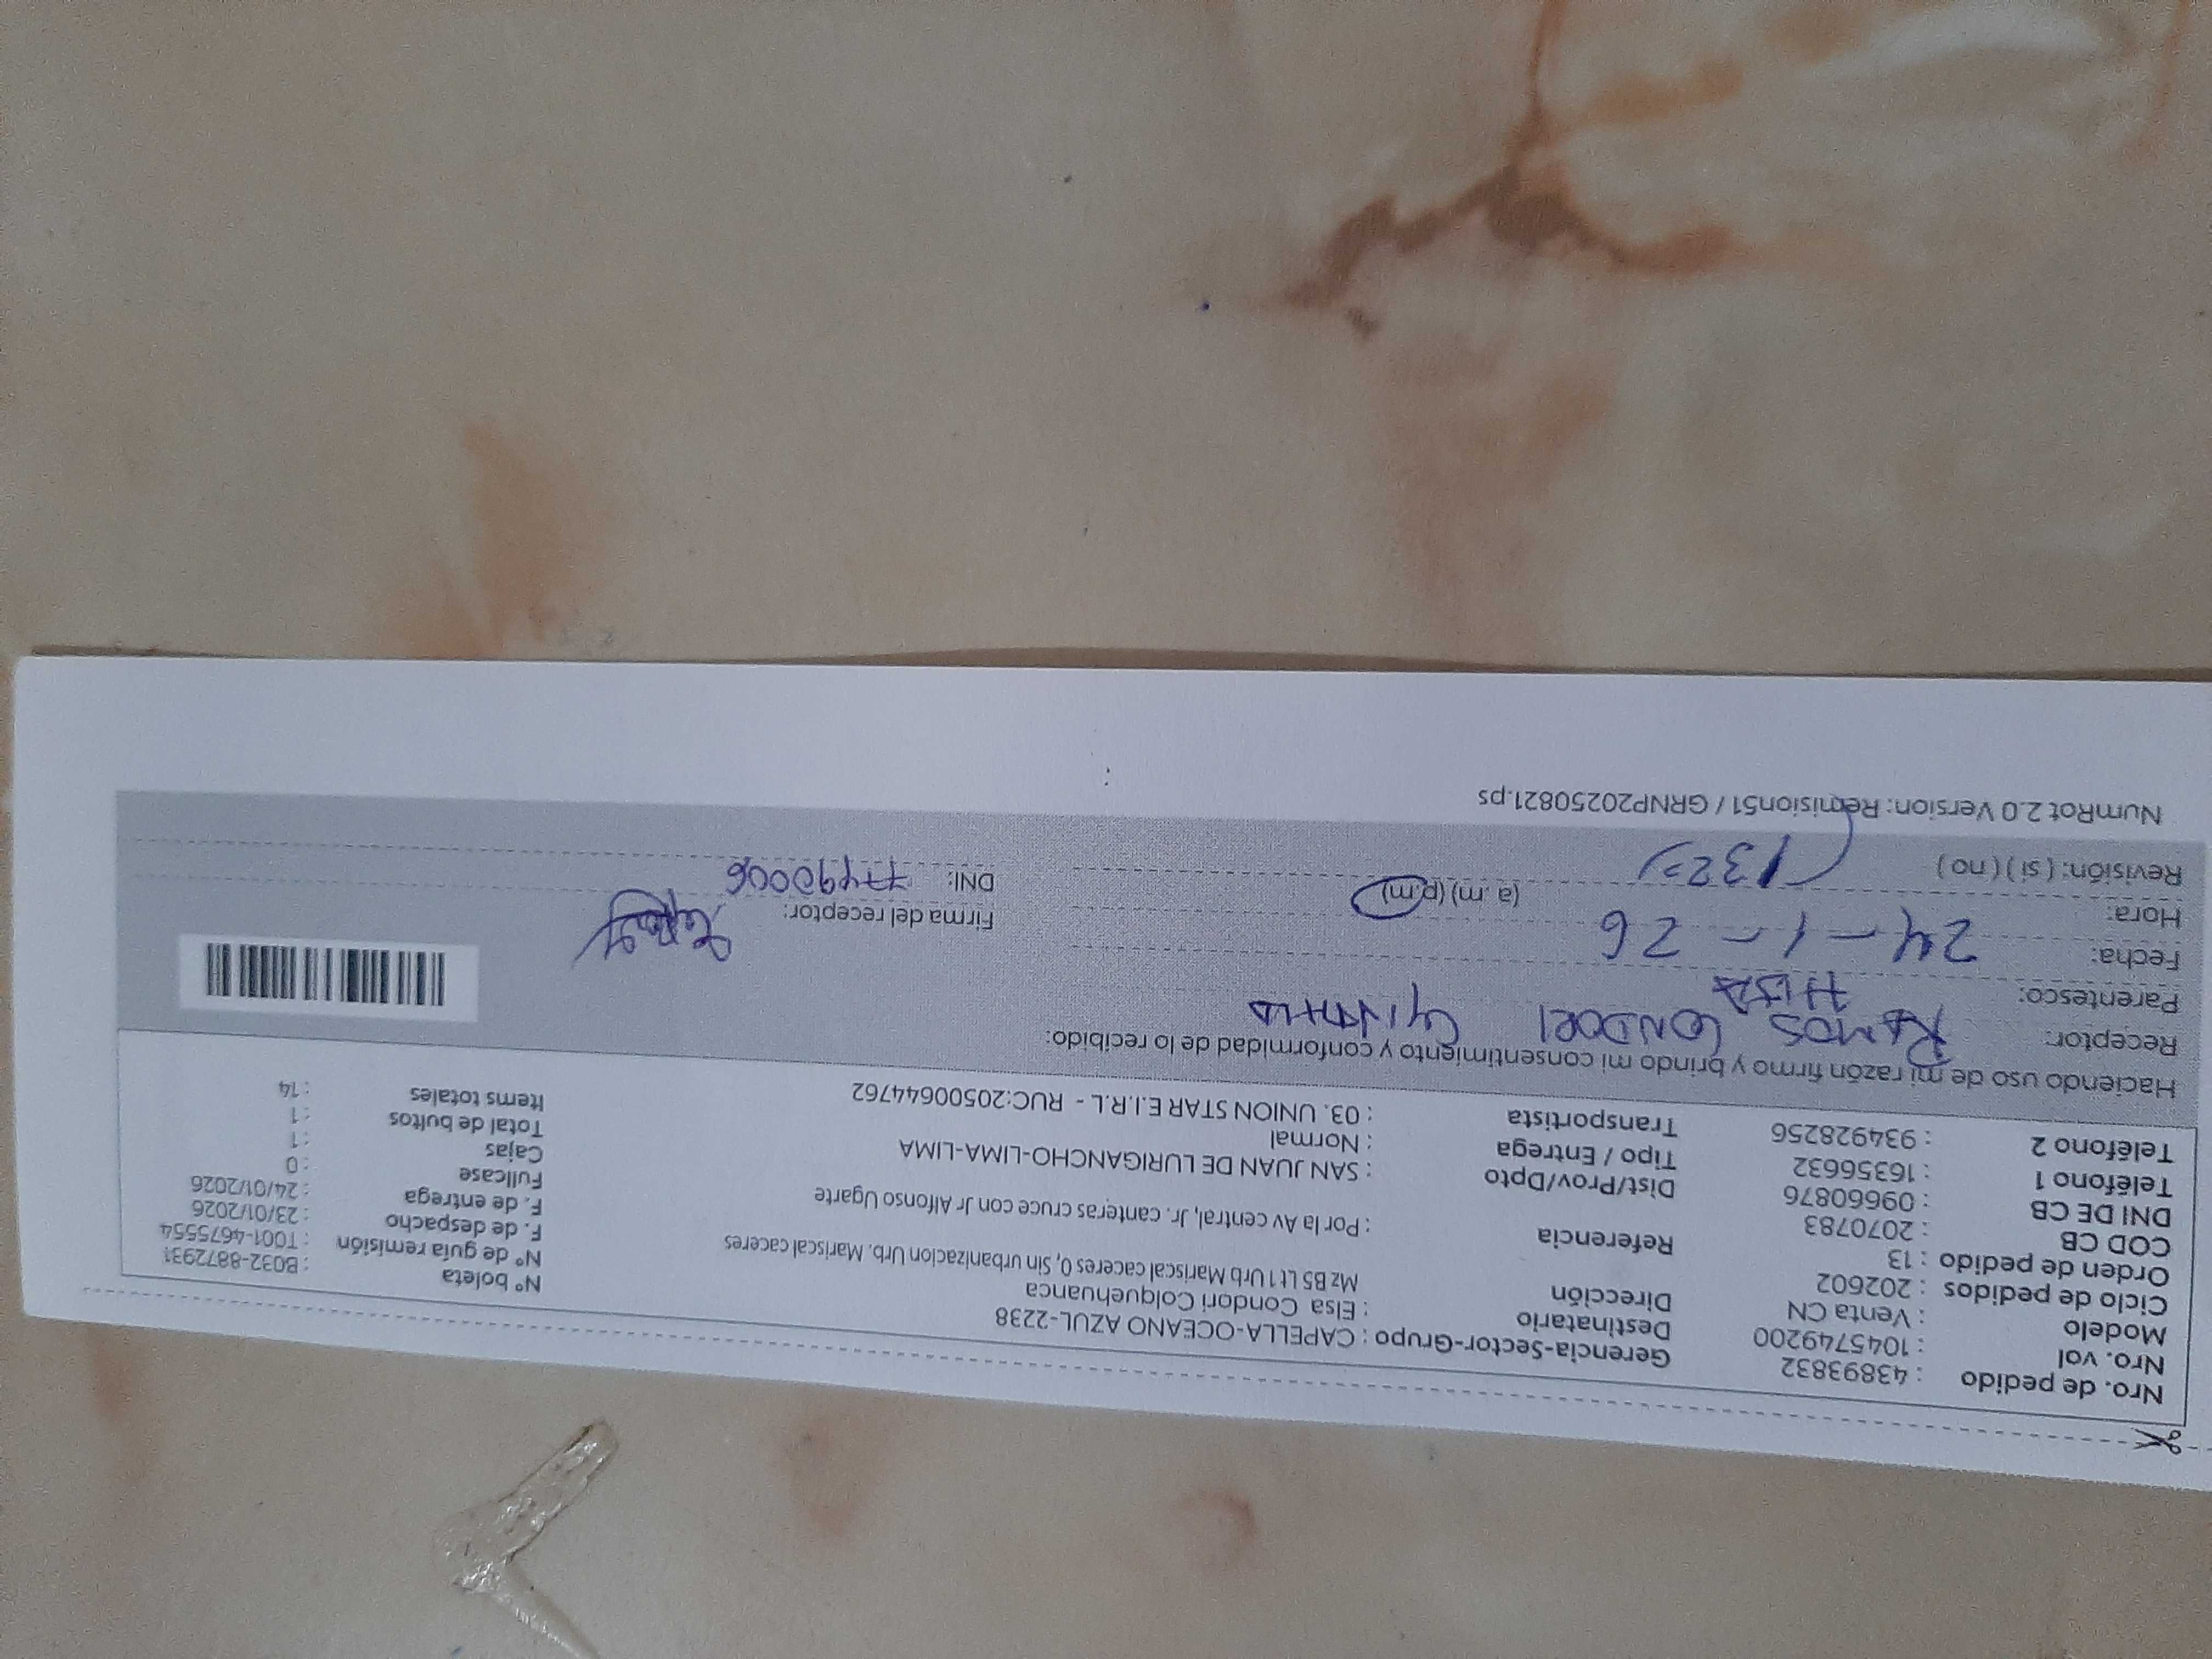 Nro. de pedido : 43893832
Nro. val : 1045749200
Modelo : Venta CN
Ciclo de pedidos : 202602
Orden de pedido : 13
COD CB : 2070783
DNI DE CB : 09660876
Teléfono 1 : 16356632
Teléfono 2 : 934928256
Gerencia-Sector-Grupo : CAPELLA-OCEANO AZUL-2238
Destinatario : Elsa Condori Colquehuanca
Dirección Mz B5 Lt 1 Urb Mariscal caceres 0, Sin urbanizacion Urb. Mariscal caceres
Referencia : Por la Av central, Jr. canteras cruce con Jr Alfonso Ugarte
Dist/Prov/Dpto : SAN JUAN DE LURIGANCHO-LIMA-LIMA
Tipo / Entrega : Normal
Transportista : 03. UNION STAR E.I.R.L - RUC:20500644762
N° boleta : B032-8872931
N° de guía remisión : T001-4675554
F. de despacho : 23/01/2026
F. de entrega : 24/01/2026
Fullcase : 0
Cajas : 1
Total de bultos : 1
Items totales : 14
Haciendo uso de mi razón firmo y brindo mi consentimiento y conformidad de lo recibido:
Receptor: RAMOS CONDORI
Parentesco: HIJA
Fecha: 24-1-26
Hora: (a. m) (p.m)
Revisión: ( si ) ( no )
Firma del receptor:
DNI: 77490006
NumRot 2.0 Version: Remision51 / GRNP20250821.ps